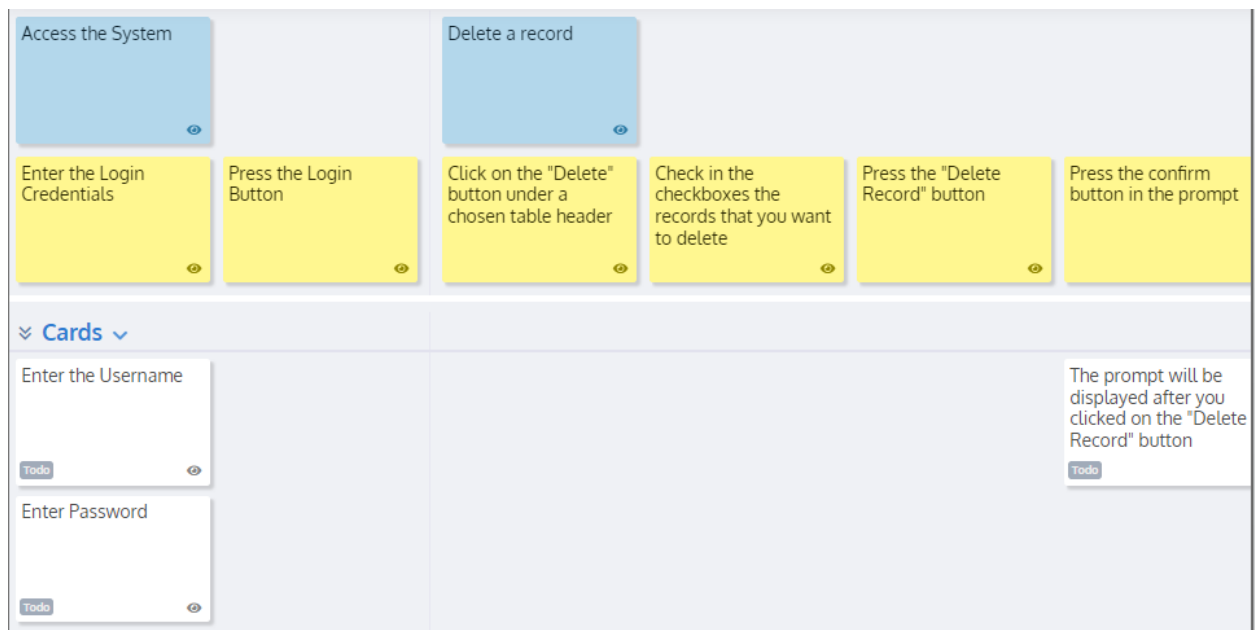 Access the System
Delete a record
Enter the Login
Credentials
Press the Login
Button
Click on the "Delete"
button under a
chosen table header
Check in the
checkboxes the
records that you want
to delete
Press the "Delete
Record" button
Press the confirm
button in the prompt
Cards
Enter the Username
Todo
The prompt will be
displayed after you
clicked on the "Delete
Record" button
Todo
Enter Password
Todo